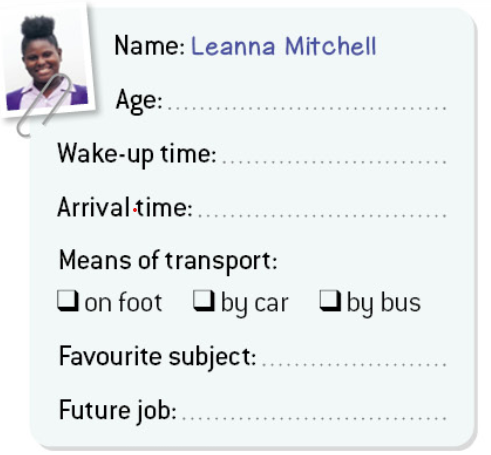 Name: Leanna Mitchell
Age:
Wake-up time:
Arrival time:
Means of transport:
on foot by car by bus
Favourite subject:
Future job: